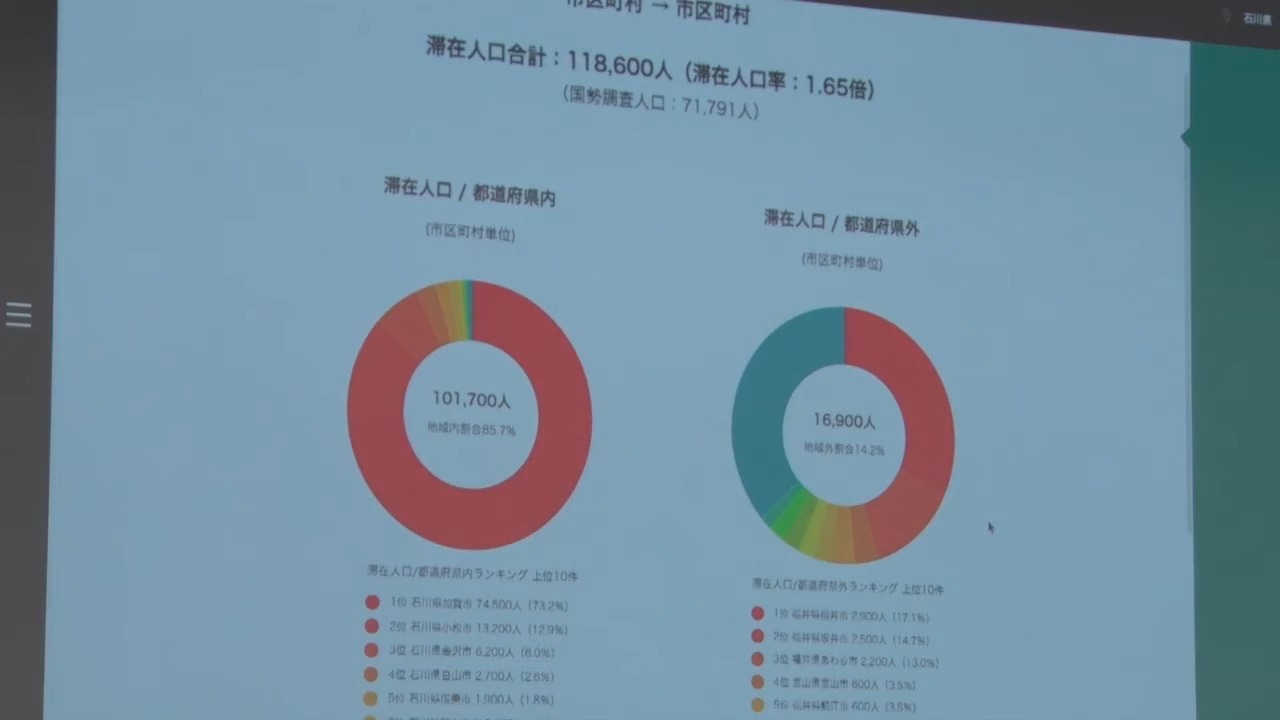 市区町村 → 市区町村
石川県
滞在人口合計：118,600人（滞在人口率：1.65倍）
（国勢調査人口：71,791人）
滞在人口 / 都道府県内
(市区町村単位)
101,700人
地域内割合85.7%
滞在人口/都道府県内ランキング 上位10件
1位 石川県加賀市 74,500人（73.2%）
2位 石川県小松市 13,200人（12.9%）
3位 石川県金沢市 6,200人（6.0%）
4位 石川県白山市 2,700人（2.6%）
5位 石川県能美市 1,900人（1.8%）
滞在人口 / 都道府県外
(市区町村単位)
16,900人
地域外割合14.2%
滞在人口/都道府県外ランキング 上位10件
1位 福井県福井市 2,900人（17.1%）
2位 福井県坂井市 2,500人（14.7%）
3位 福井県あわら市 2,200人（13.0%）
4位 富山県富山市 600人（3.5%）
5位 福井県鯖江市 600人（3.5%）